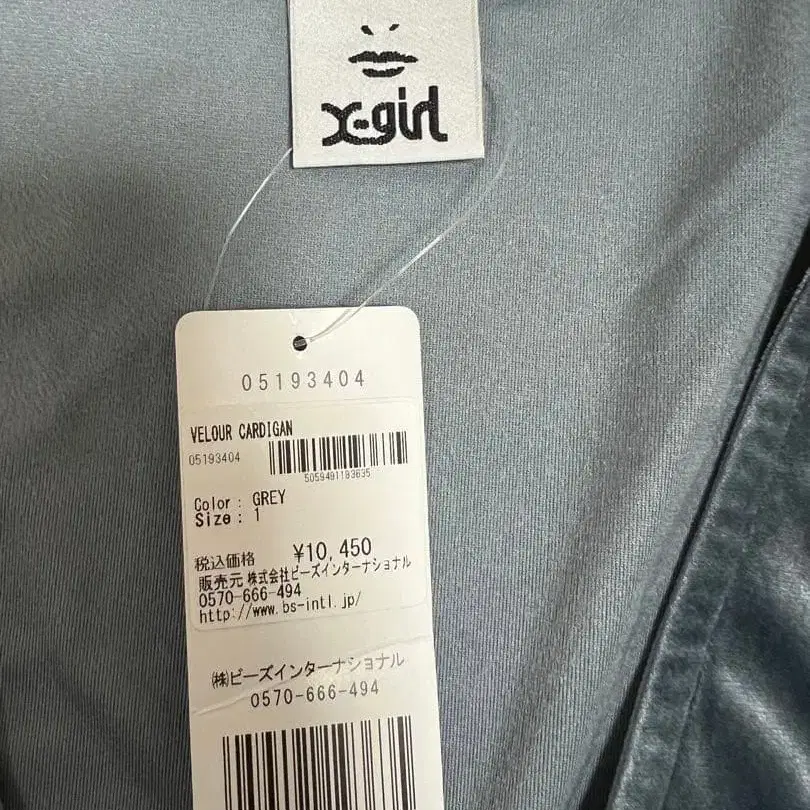 X-girl
05193404
VELOUR CARDIGAN
05193404
5059491193635
Color : GREY
Size : 1
税込価格 ¥10,450
販売元 株式会社ビーズインターナショナル
0570-666-494
http://www.bs-intl.jp/
㈱ビーズインターナショナル
0570-666-494